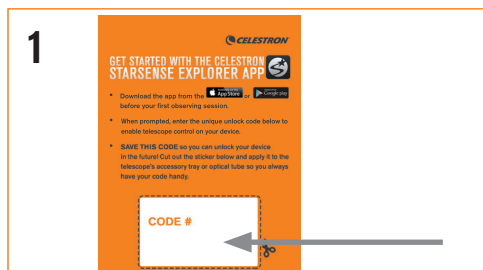 1
CELESTRON
GET STARTED WITH THE CELESTRON
STARSENSE EXPLORER APP
• Download the app from the App Store or Google play
before your first observing session.
• When prompted, enter the unique unlock code below to
enable telescope control on your device.
• SAVE THIS CODE so you can unlock your device
in the future! Cut out the sticker below and apply it to the
telescope's accessory tray or optical tube so you always
have your code handy.
CODE #